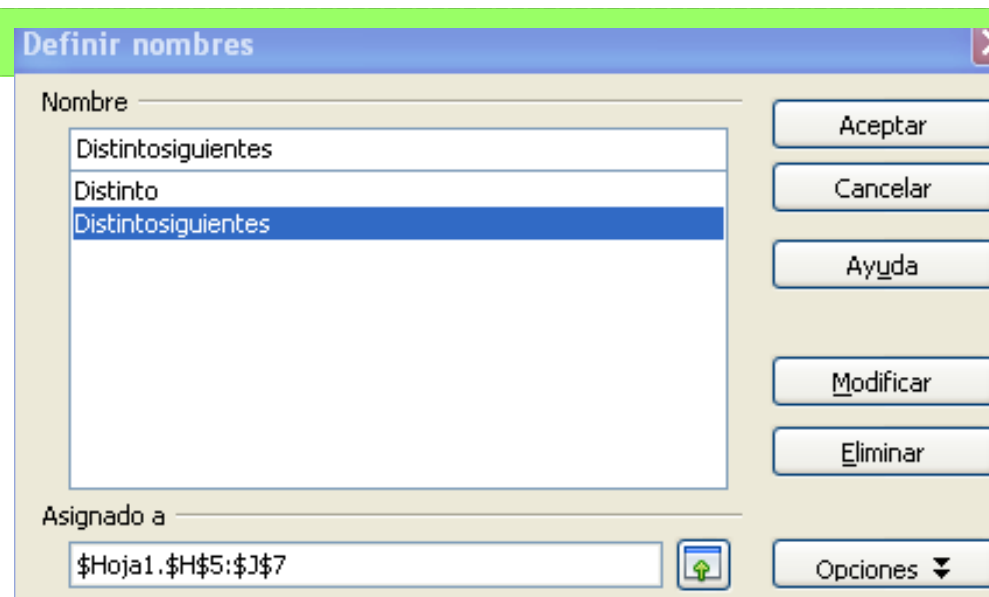 Definir nombres
Nombre
Distintosiguientes
Distinto
Distintosiguientes
Asignado a
$Hoja1.$H$5:$J$7
Aceptar
Cancelar
Ayuda
Modificar
Eliminar
Opciones